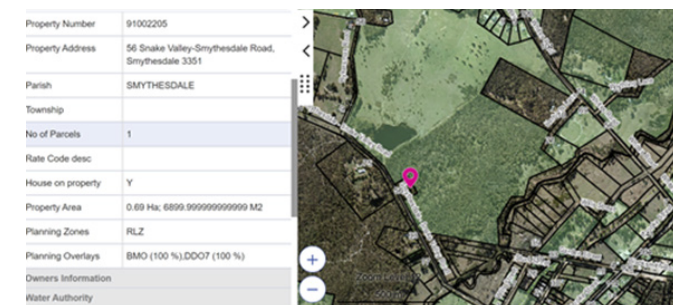 Property Number 91002205
Property Address 56 Snake Valley-Smythesdale Road,
Smythesdale 3351
Parish SMYTHESDALE
Township
No of Parcels 1
Rate Code desc
House on property Y
Property Area 0.69 Ha; 6899.999999999999 M2
Planning Zones RLZ
Planning Overlays BMO (100 %),DDO7 (100 %)
Owners Information
Water Authority